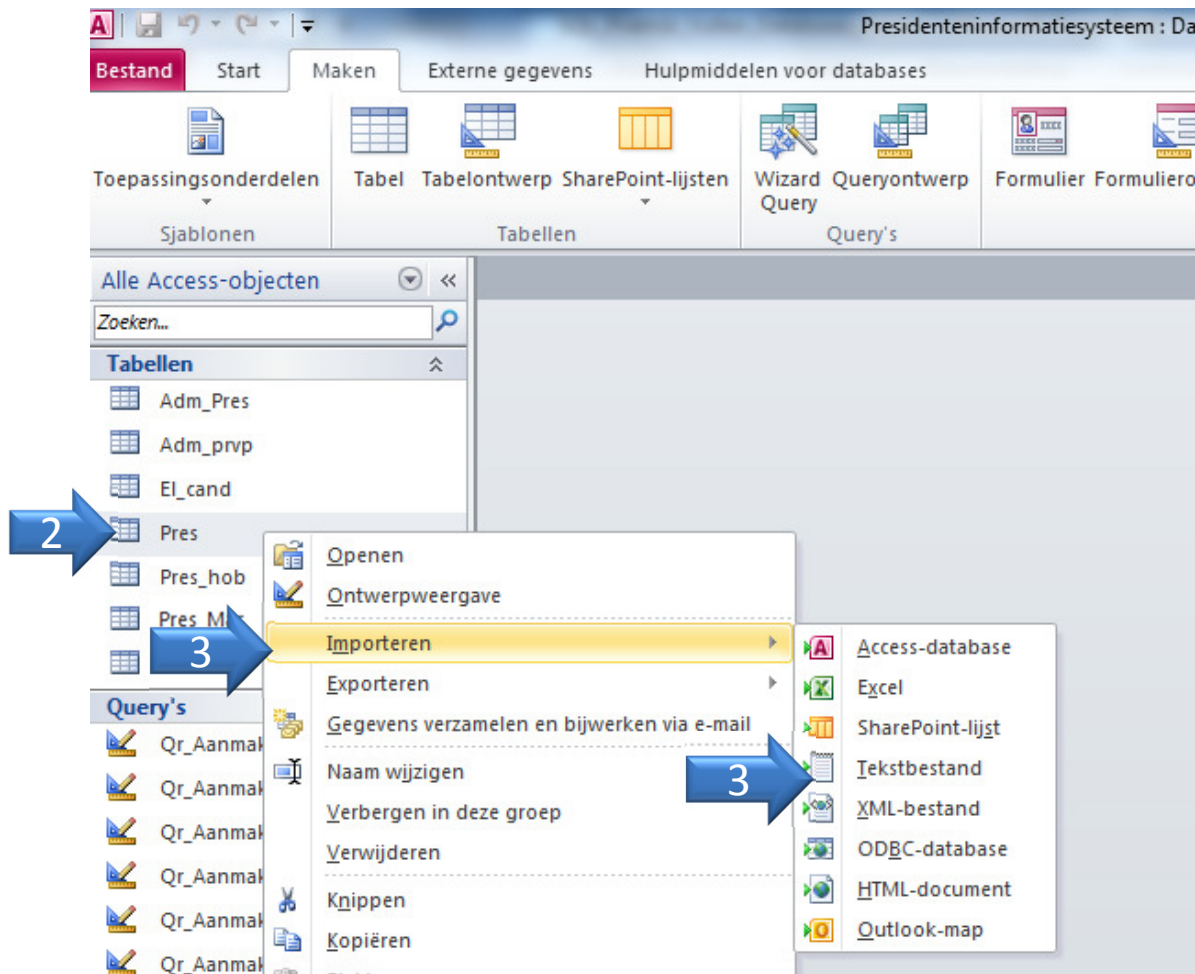 Presidenteninformatiesysteem : Da
Bestand Start Maken Externe gegevens Hulpmiddelen voor databases
Toepassingsonderdelen Tabel Tabelontwerp SharePoint-lijsten Wizard Query Queryontwerp Formulier Formuliero
Sjablonen Tabellen Query's
Alle Access-objecten
Zoeken...
Tabellen
Adm_Pres
Adm_prvp
El_cand
2 Pres
Pres_hob
Pres_Mar
3
Query's
Qr_Aanmak
Qr_Aanmak
Qr_Aanmak
Qr_Aanmak
Qr_Aanmak
Qr_Aanmak
Openen
Ontwerpweergave
Importeren
Exporteren
Gegevens verzamelen en bijwerken via e-mail
Naam wijzigen
Verbergen in deze groep
Verwijderen
Knippen
Kopiëren
Access-database
Excel
SharePoint-lijst
3 Tekstbestand
XML-bestand
ODBC-database
HTML-document
Outlook-map